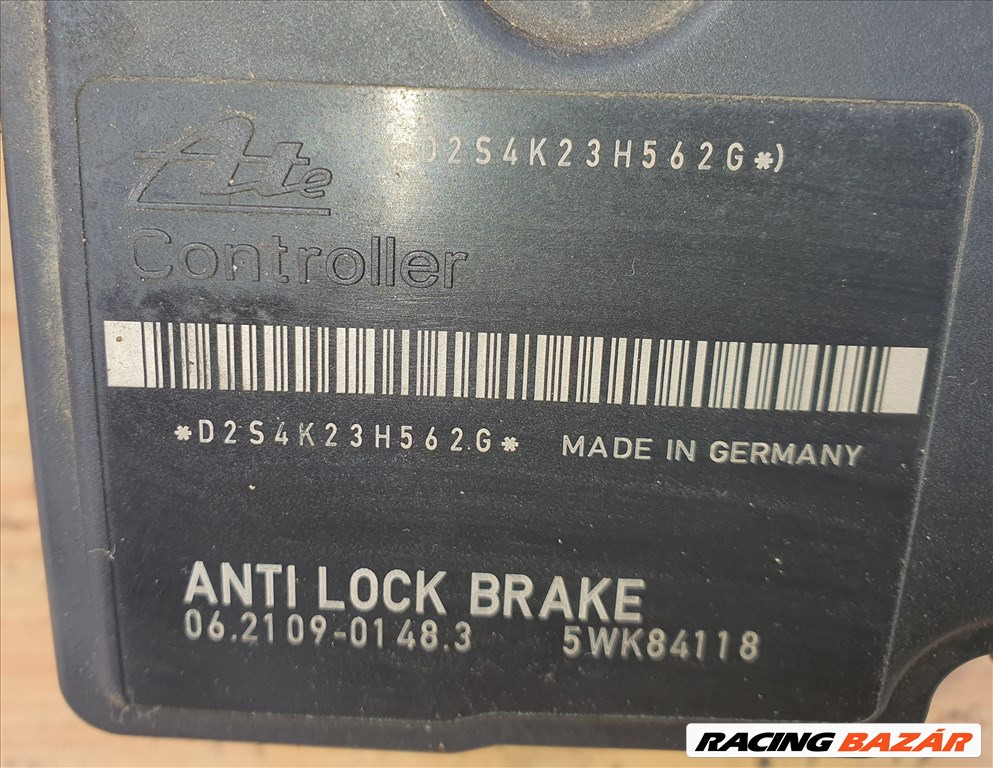 Ate
D2S4K23H562G*)
Controller
*D2S4K23H562G*
MADE IN GERMANY
ANTI LOCK BRAKE
06.2109-0148.3 5WK84118
RACING BAZÁR